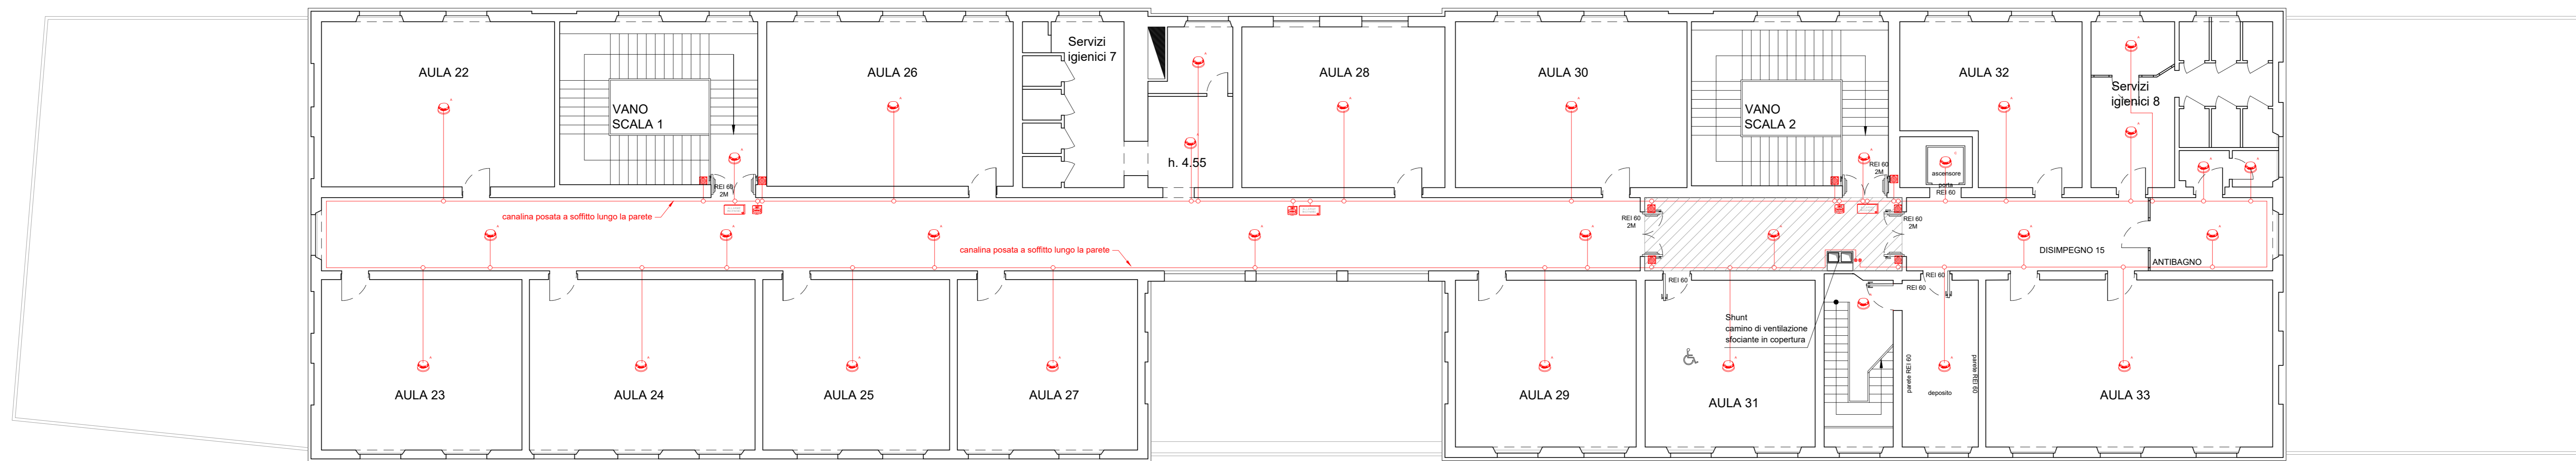 AULA 22
VANO
SCALA 1
AULA 26
Servizi
igienici 7
h. 4.55
AULA 28
AULA 30
VANO
SCALA 2
AULA 32
Servizi
igienici 8
REI 60
2M
REI 60
2M
ascensore
porta
REI 60
canalina posata a soffitto lungo la parete
canalina posata a soffitto lungo la parete
REI 60
2M
REI 60
2M
DISIMPEGNO 15
ANTIBAGNO
REI 60
REI 60
REI 60
Shunt
camino di ventilazione
sfociante in copertura
parete REI 60
parete REI 60
deposito
AULA 23
AULA 24
AULA 25
AULA 27
AULA 29
AULA 31
AULA 33